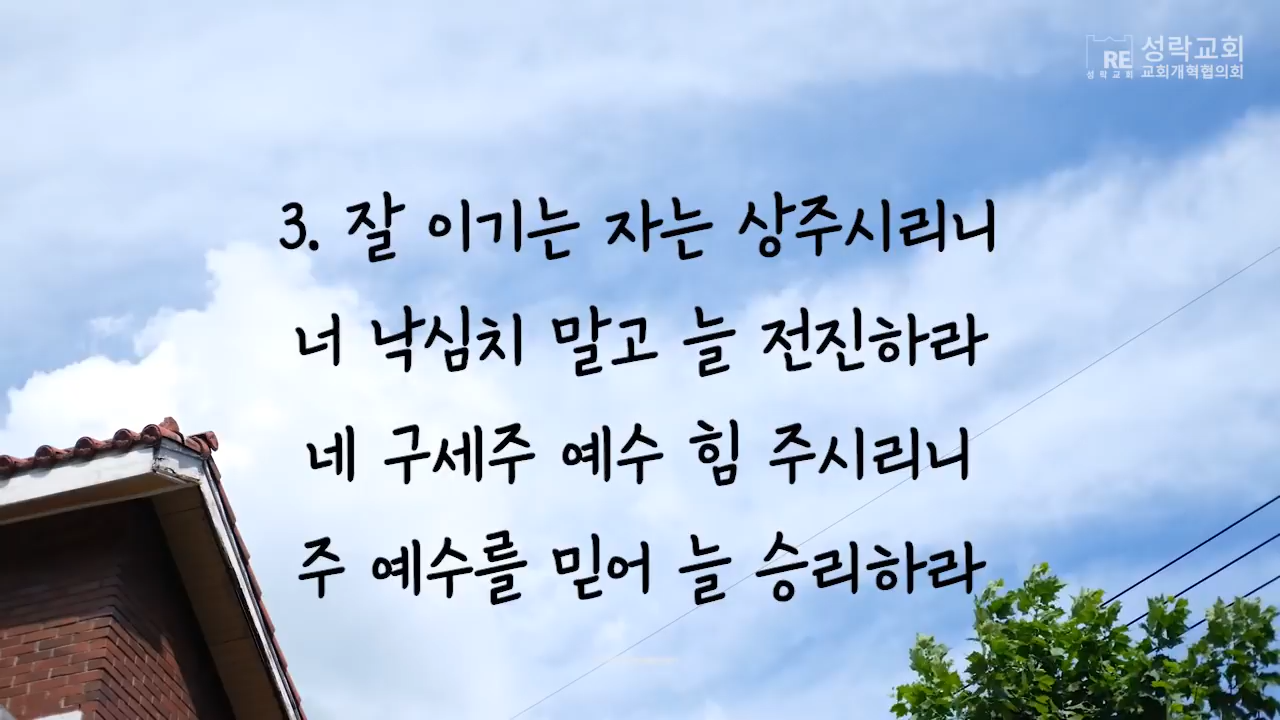 RE
성락교회
성락교회
교회개혁협의회
3. 잘 이기는 자는 상주시리니
너 낙심치 말고 늘 전진하라
네 구세주 예수 힘 주시리니
주 예수를 믿어 늘 승리하라